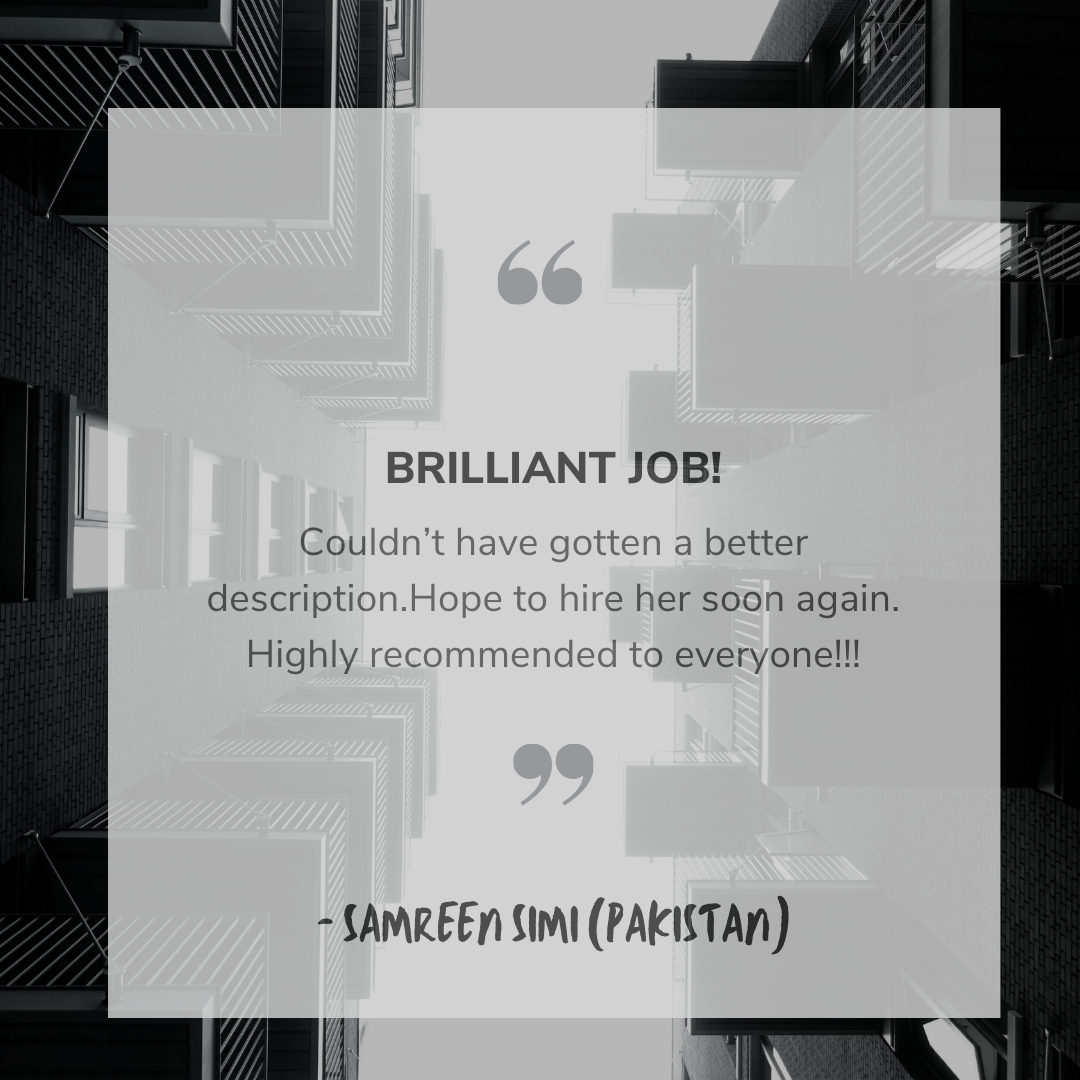 “
BRILLIANT JOB!
Couldn’t have gotten a better
description.Hope to hire her soon again.
Highly recommended to everyone!!!
”
- SAMREEn SIMI (PAKISTAn)